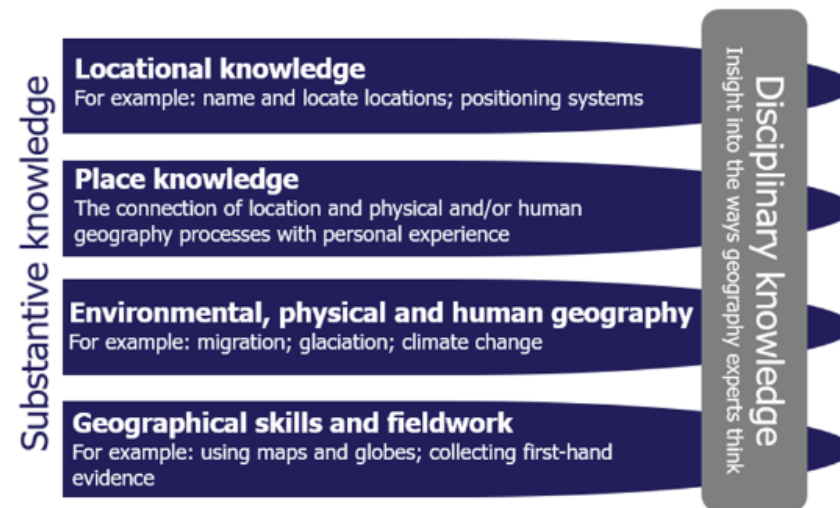 Substantive knowledge
Locational knowledge
For example: name and locate locations; positioning systems
Place knowledge
The connection of location and physical and/or human
geography processes with personal experience
Environmental, physical and human geography
For example: migration; glaciation; climate change
Geographical skills and fieldwork
For example: using maps and globes; collecting first-hand
evidence
Disciplinary knowledge
Insight into the ways geography experts think